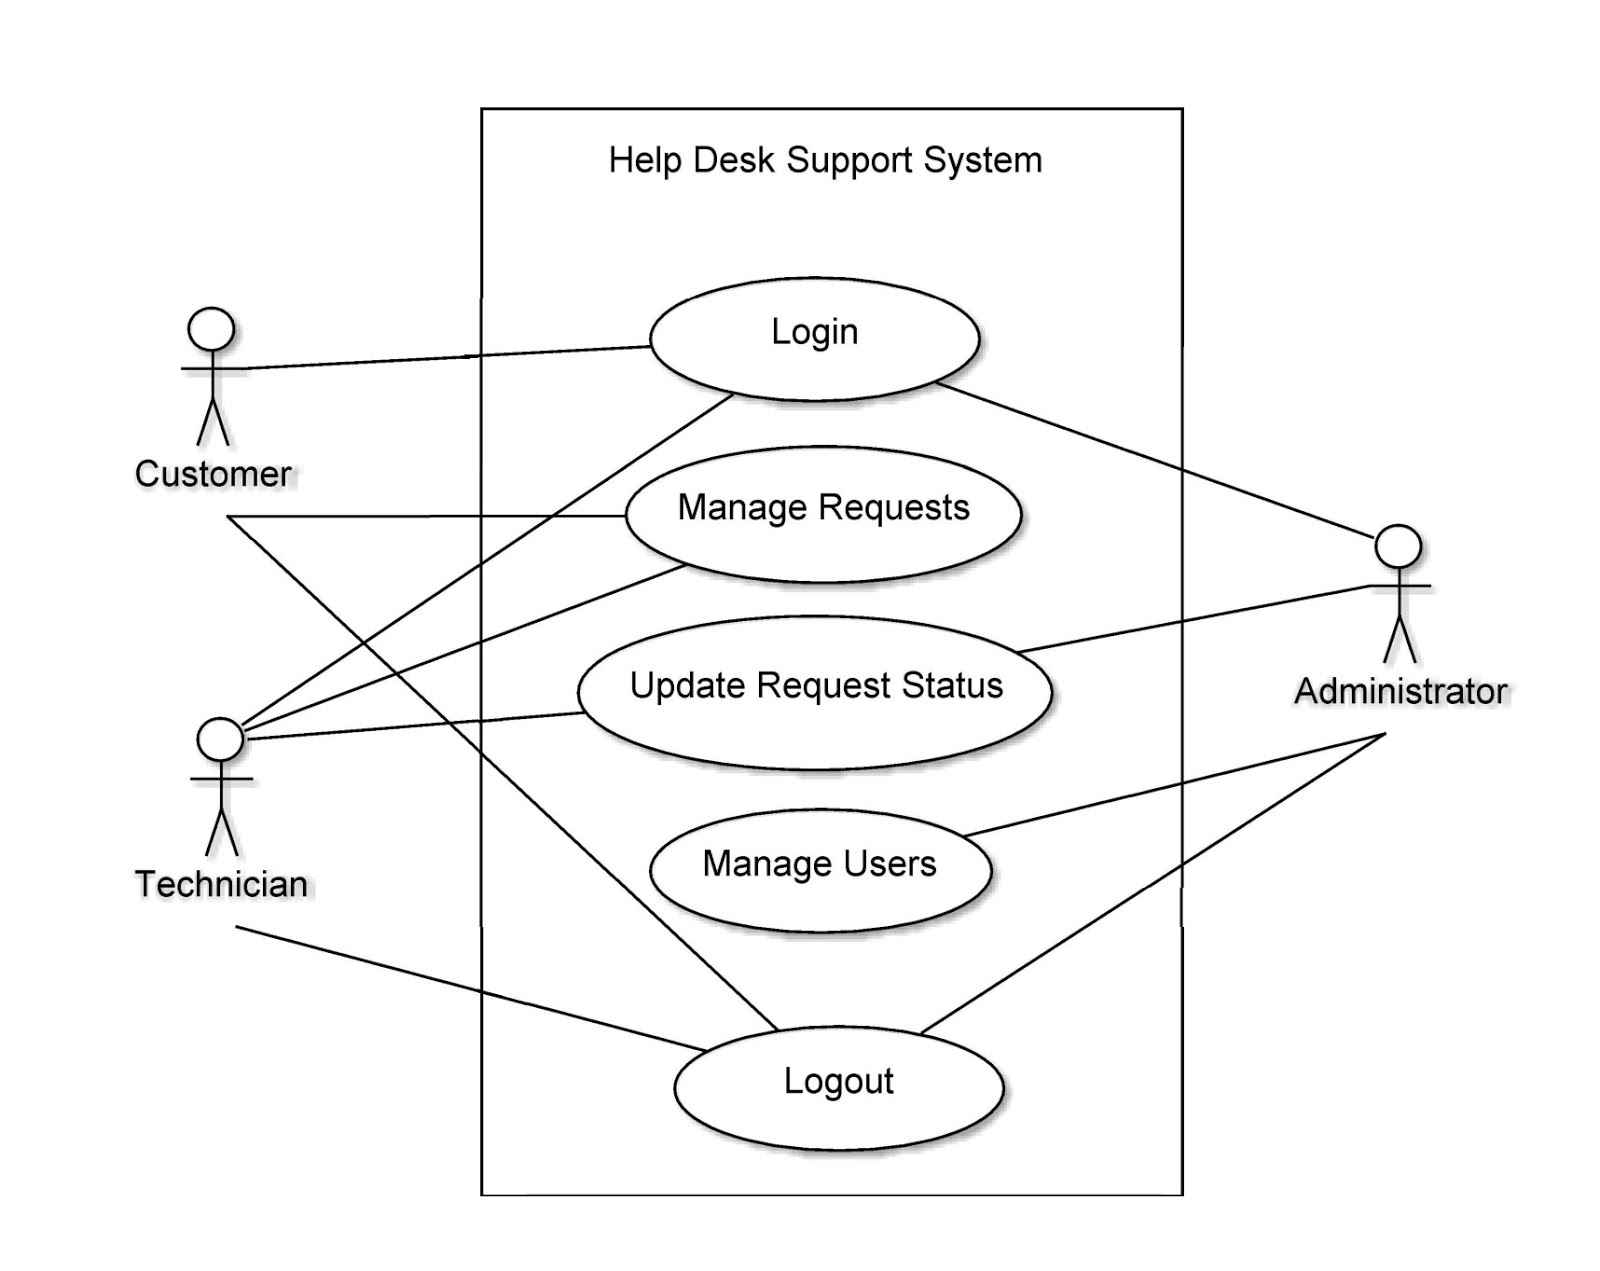 Help Desk Support System
Login
Customer
Manage Requests
Update Request Status
Administrator
Manage Users
Technician
Logout